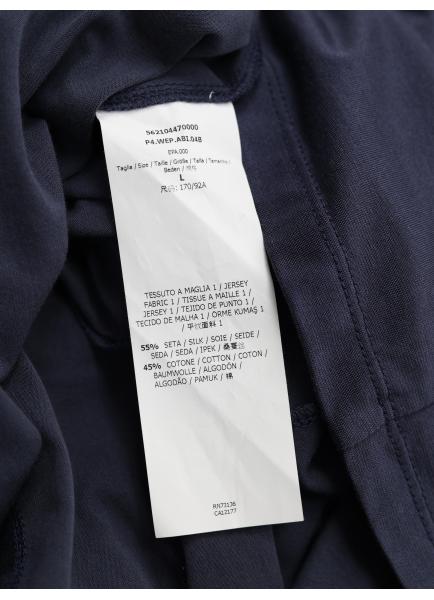 562104470000
P4.WEP.ABI.048
EPA.000
Taglia / Size / Taille / Größe / Talla / Tamanho /
Beden /
L
尺码: 170/92A
TESSUTO A MAGLIA 1 / JERSEY
FABRIC 1 / TISSUE A MAILLE 1 /
JERSEY 1 / TEJIDO DE PUNTO 1 /
TECIDO DE MALHA 1 / ÖRME KUMAŞ 1
/ 平纹面料 1
55% SETA / SILK / SOIE / SEIDE /
SEDA / SEDA / IPEK / 桑蚕丝
45% COTONE / COTTON / COTON /
BAUMWOLLE / ALGODÓN /
ALGODÃO / PAMUK / 棉
RN73136
CA12177